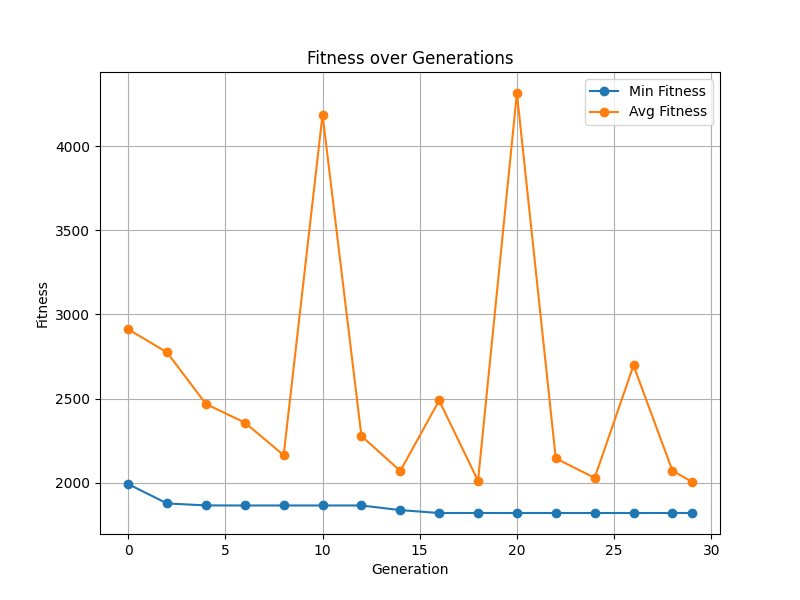 Fitness over Generations
Min Fitness
Avg Fitness
4000
3500
3000
2500
2000
Fitness
0 5 10 15 20 25 30
Generation